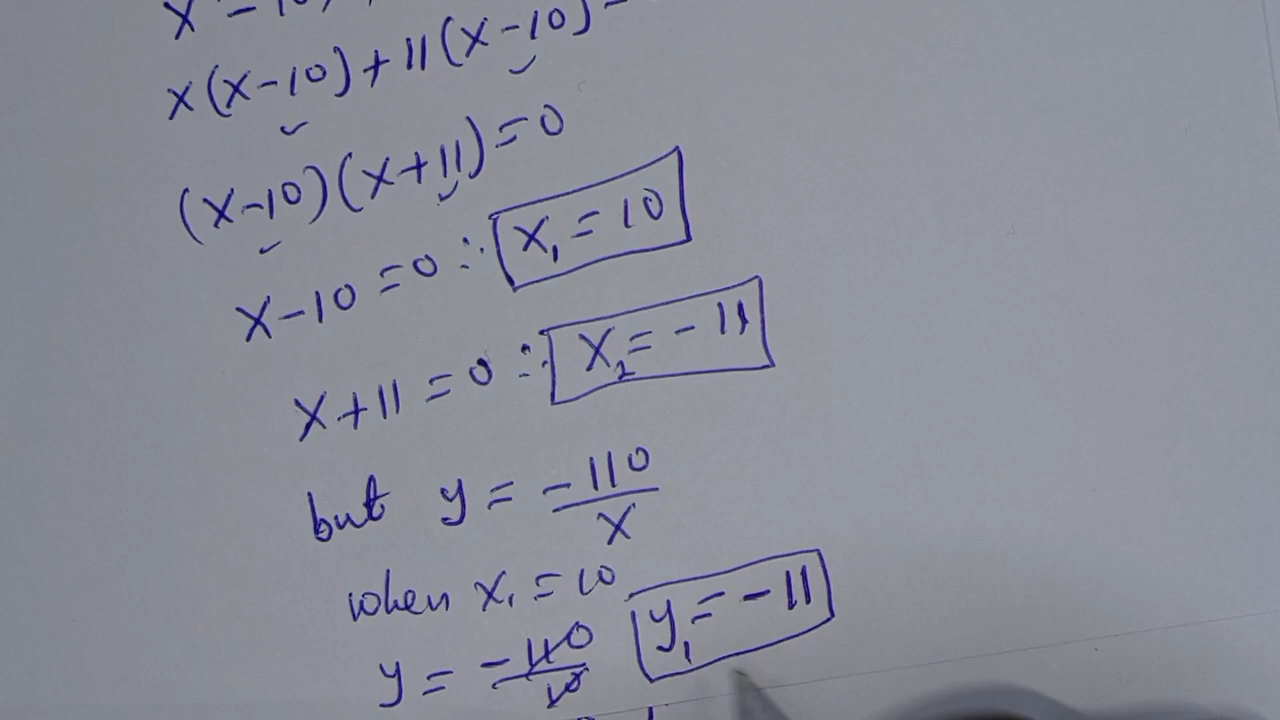 x(x-10)+11(x-10)
(x-10)(x+11)=0
x-10=0 ∴ x₁=10
x+11=0 ∴ x₂=-11
but y = -110/x
when x₁=10
y = -110/10 y₁=-11